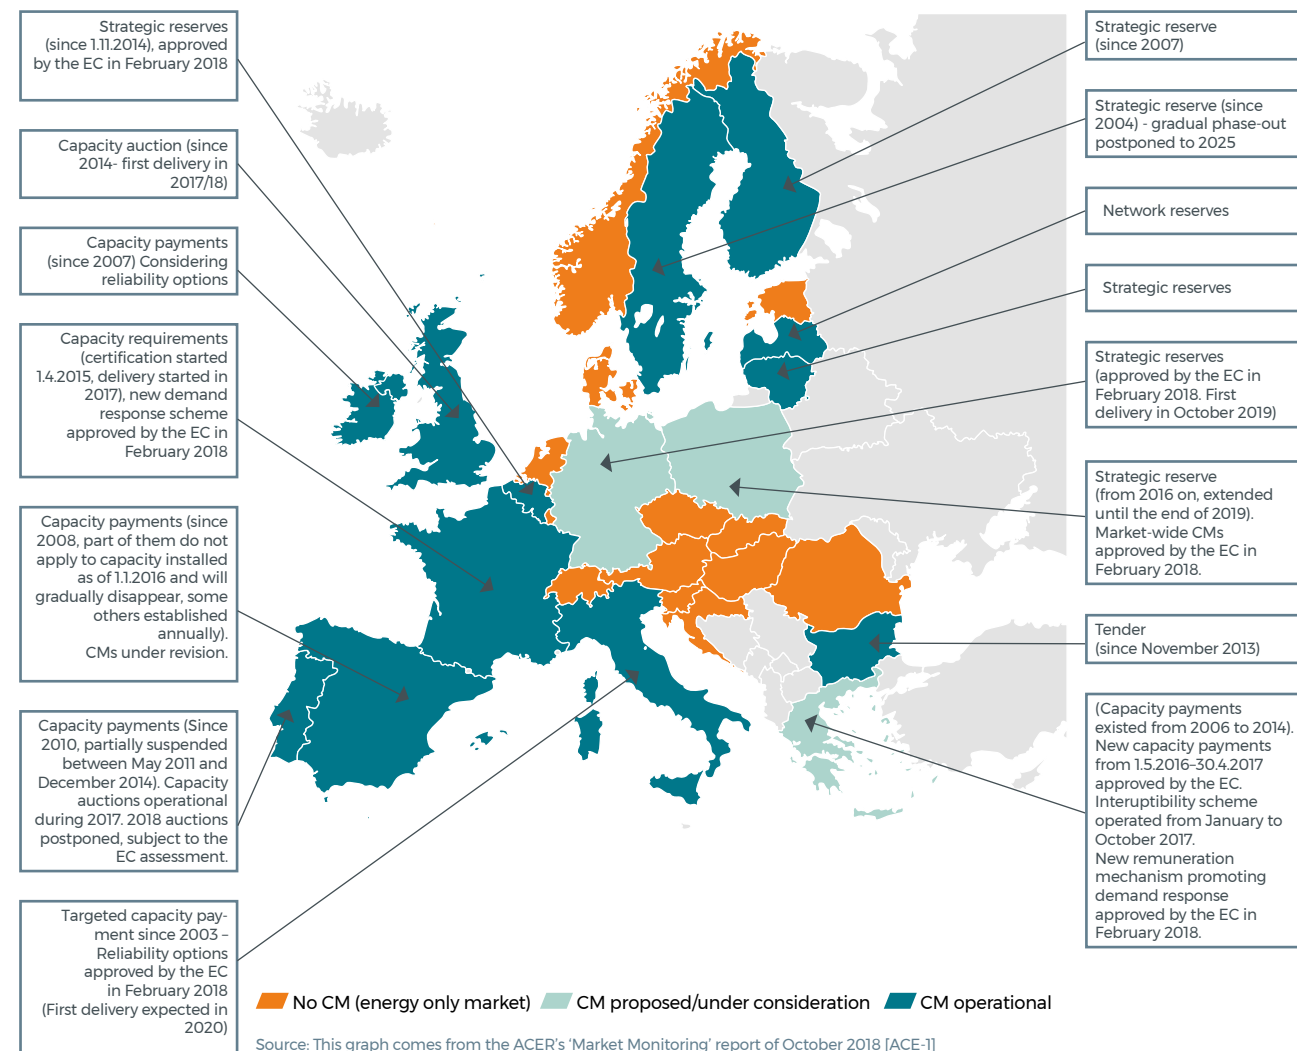 Strategic reserves
(since 1.11.2014), approved
by the EC in February 2018
Capacity auction (since
2014- first delivery in
2017/18)
Capacity payments
(since 2007) Considering
reliability options
Capacity requirements
(certification started
1.4.2015, delivery started in
2017), new demand
response scheme
approved by the EC in
February 2018
Capacity payments (since
2008, part of them do not
apply to capacity installed
as of 1.1.2016 and will
gradually disappear, some
others established
annually).
CMs under revision.
Capacity payments (Since
2010, partially suspended
between May 2011 and
December 2014). Capacity
auctions operational
during 2017. 2018 auctions
postponed, subject to the
EC assessment.
Targeted capacity pay-
ment since 2003 –
Reliability options
approved by the EC
in February 2018
(First delivery expected in
2020)
Strategic reserve
(since 2007)
Strategic reserve (since
2004) - gradual phase-out
postponed to 2025
Network reserves
Strategic reserves
Strategic reserves
(approved by the EC in
February 2018. First
delivery in October 2019)
Strategic reserve
(from 2016 on, extended
until the end of 2019).
Market-wide CMs
approved by the EC in
February 2018.
Tender
(since November 2013)
(Capacity payments
existed from 2006 to 2014).
New capacity payments
from 1.5.2016–30.4.2017
approved by the EC.
Interuptibility scheme
operated from January to
October 2017.
New remuneration
mechanism promoting
demand response
approved by the EC in
February 2018.
No CM (energy only market)
CM proposed/under consideration
CM operational
Source: This graph comes from the ACER's 'Market Monitoring' report of October 2018 [ACE-1]